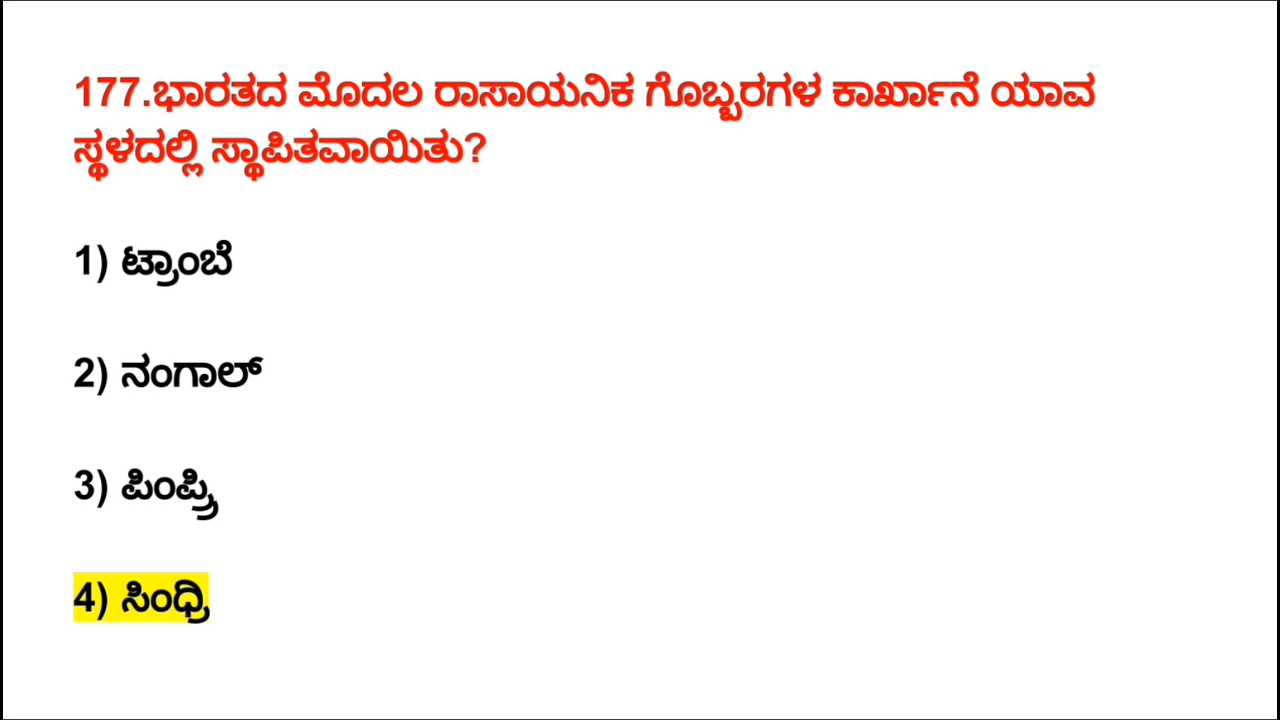 177.ಭಾರತದ ಮೊದಲ ರಾಸಾಯನಿಕ ಗೊಬ್ಬರಗಳ ಕಾರ್ಖಾನೆ ಯಾವ
ಸ್ಥಳದಲ್ಲಿ ಸ್ಥಾಪಿತವಾಯಿತು?
1) ಟ್ರಾಂಬೆ
2) ನಂಗಾಲ್
3) ಪಿಂಪ್ರಿ
4) ಸಿಂಧ್ರಿ